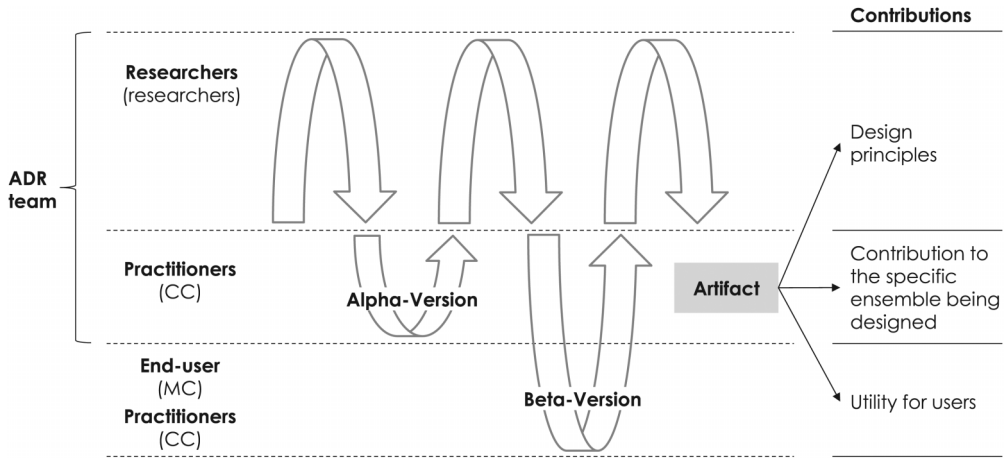 Contributions
Researchers
(researchers)
Design
principles
ADR
team
Practitioners
(CC)
Alpha-Version
Artifact
Contribution to
the specific
ensemble being
designed
End-user
(MC)
Practitioners
(CC)
Beta-Version
Utility for users